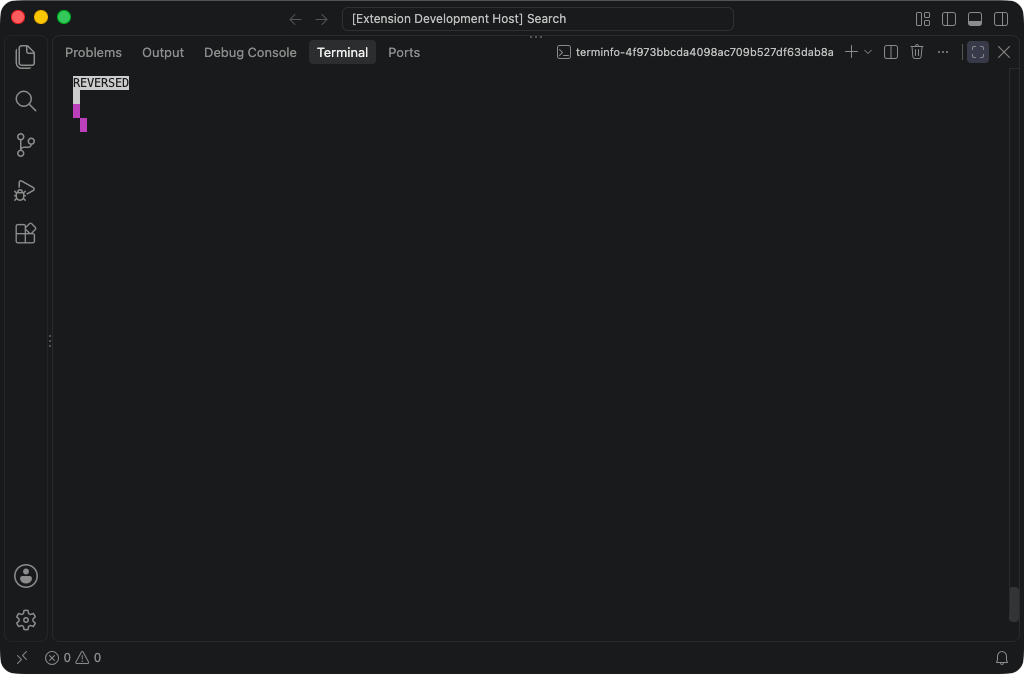 [Extension Development Host] Search
Problems
Output
Debug Console
Terminal
Ports
terminfo-4f973bbcda4098ac709b527df63dab8a
REVERSED
0
0